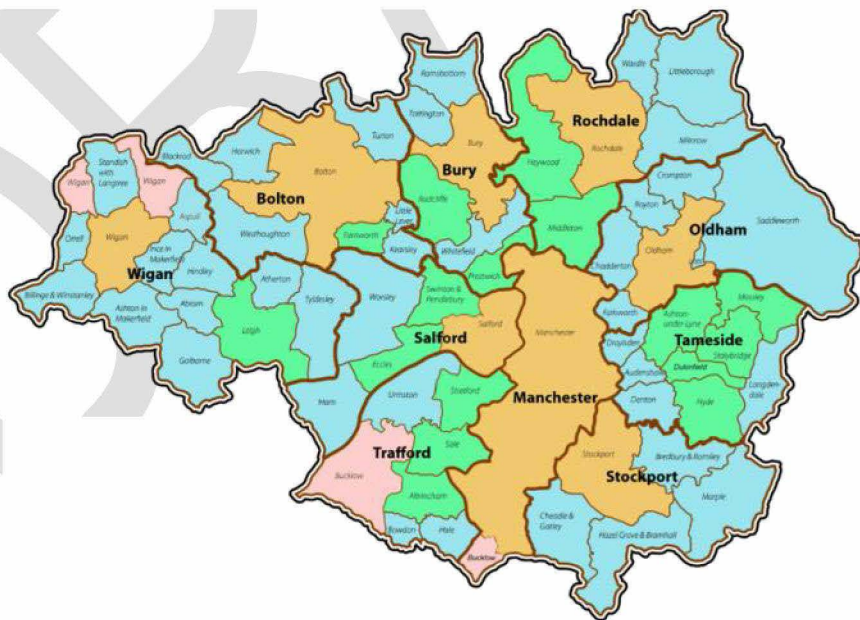 Ramsbottom
Wardle
Littleborough
Tottington
Turton
Horwich
Blackrod
Bury
Rochdale
Rochdale
Heywood
Milnrow
Standish
with
Langtree
Wigan
Wigan
Bolton
Bury
Bolton
Radcliffe
Crompton
Aspull
Little
Lever
Royton
Saddleworth
Middleton
Oldham
Orrell
Wigan
Westhoughton
Farnworth
Kearsley
Whitefield
Oldham
Ince in
Makerfield
Wigan
Hindley
Chadderton
Lees
Prestwich
Atherton
Swinton &
Pendlebury
Billinge & Winstanley
Abram
Tyldesley
Worsley
Mossley
Ashton in
Makerfield
Failsworth
Ashton-
under-Lyne
Leigh
Salford
Manchester
Droylsden
Tameside
Salford
Stalybridge
Golborne
Eccles
Dukinfield
Audenshaw
Irlam
Urmston
Stretford
Manchester
Denton
Hyde
Longden-
dale
Trafford
Sale
Stockport
Bredbury & Romiley
Bucklow
Stockport
Altrincham
Marple
Cheadle &
Gatley
Bowdon
Hale
Hazel Grove & Bramhall
Bucklow